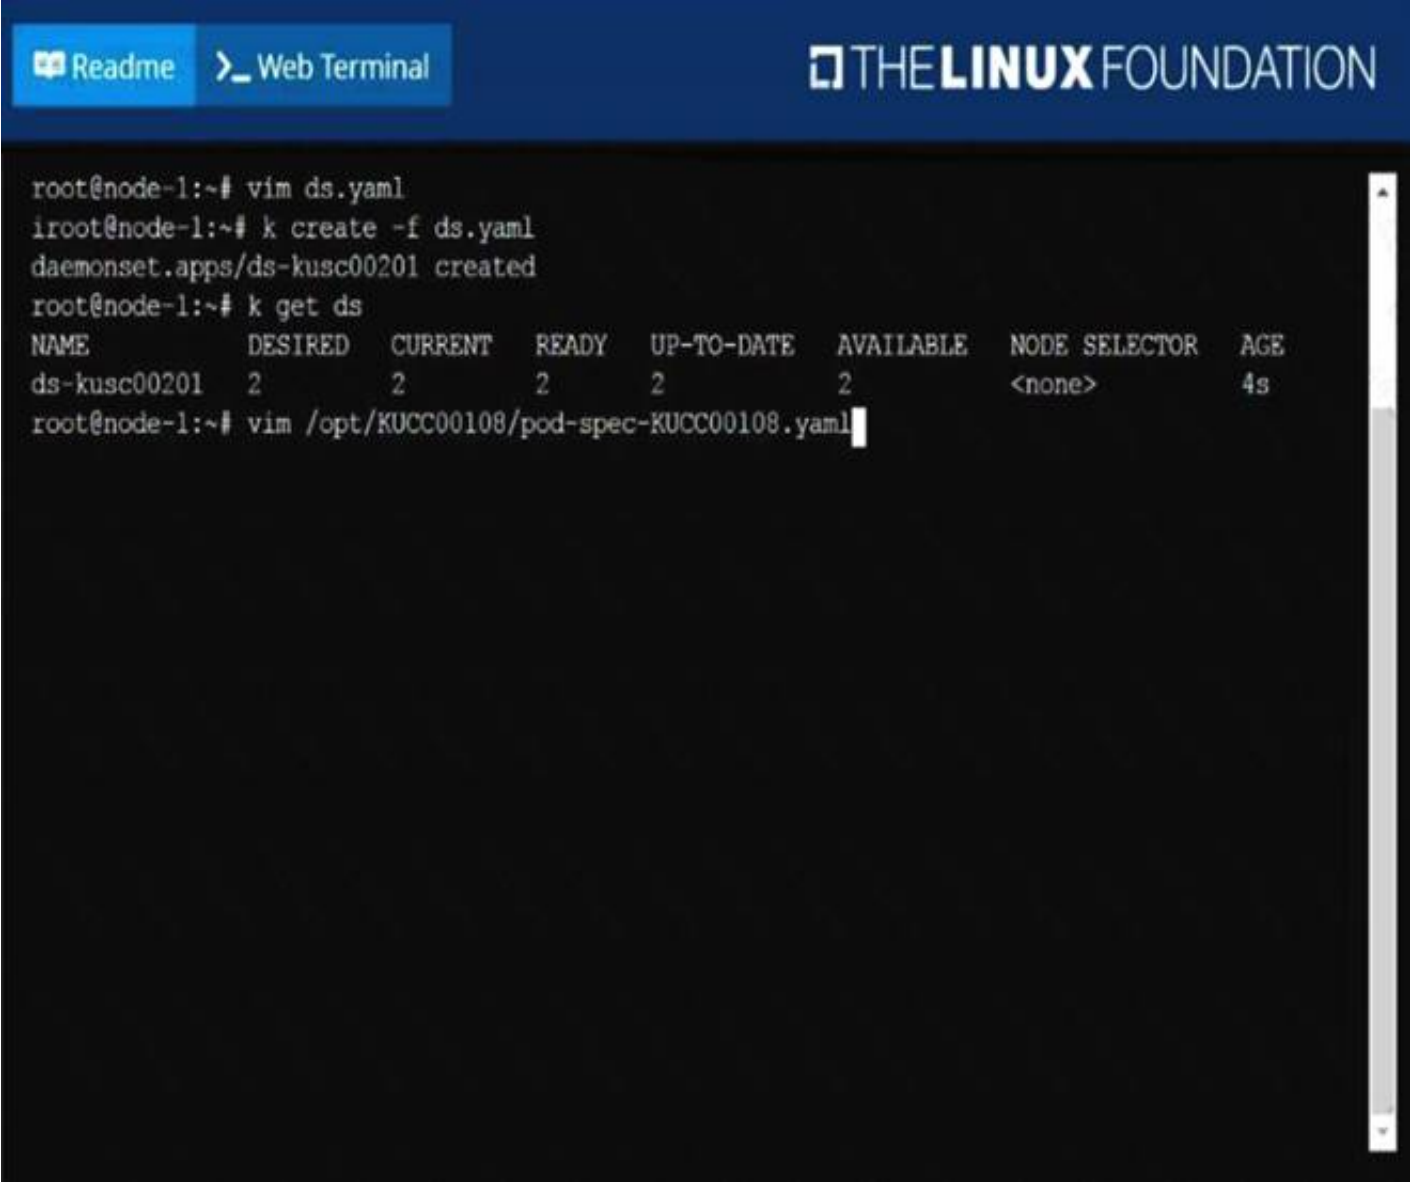 Readme
>_ Web Terminal
THE LINUX FOUNDATION
root@node-1:~# vim ds.yaml
iroot@node-1:~# k create -f ds.yaml
daemonset.apps/ds-kusc00201 created
root@node-1:~# k get ds
NAME DESIRED CURRENT READY UP-TO-DATE AVAILABLE NODE SELECTOR AGE
ds-kusc00201 2 2 2 2 2 <none> 4s
root@node-1:~# vim /opt/KUCC00108/pod-spec-KUCC00108.yaml